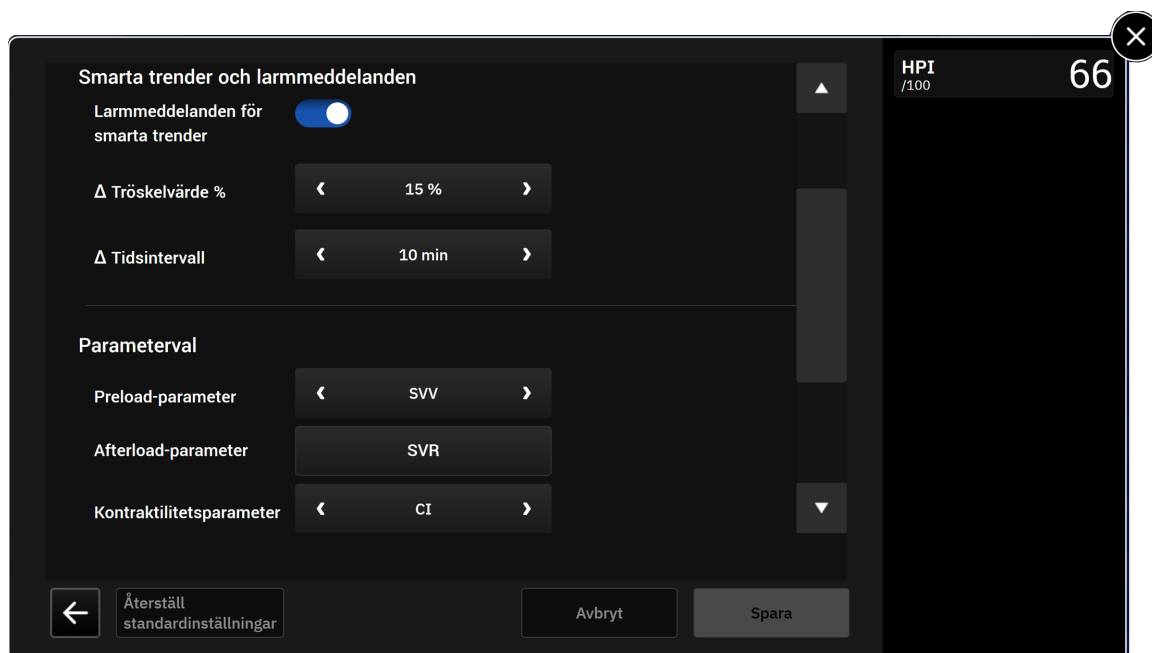 Smarta trender och larmmeddelanden
Larmmeddelanden för
smarta trender
Δ Tröskelvärde %
15 %
Δ Tidsintervall
10 min
Parameterval
Preload-parameter
SVV
Afterload-parameter
SVR
Kontraktilitetsparameter
CI
Återställ
standardinställningar
Avbryt
Spara
HPI
/100
66